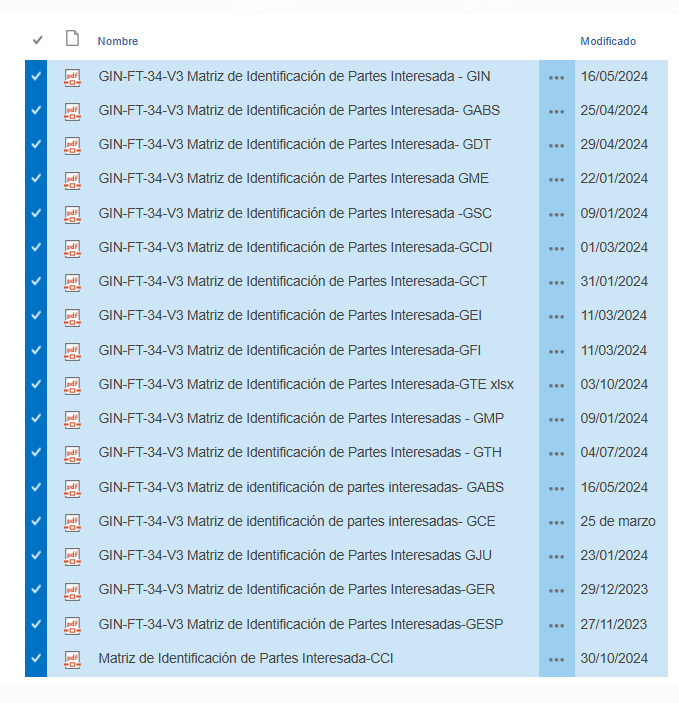 Nombre Modificado
GIN-FT-34-V3 Matriz de Identificación de Partes Interesada - GIN ... 16/05/2024
GIN-FT-34-V3 Matriz de Identificación de Partes Interesada- GABS ... 25/04/2024
GIN-FT-34-V3 Matriz de Identificación de Partes Interesada- GDT ... 29/04/2024
GIN-FT-34-V3 Matriz de Identificación de Partes Interesada GME ... 22/01/2024
GIN-FT-34-V3 Matriz de Identificación de Partes Interesada -GSC ... 09/01/2024
GIN-FT-34-V3 Matriz de Identificación de Partes Interesada-GCDI ... 01/03/2024
GIN-FT-34-V3 Matriz de Identificación de Partes Interesada-GCT ... 31/01/2024
GIN-FT-34-V3 Matriz de Identificación de Partes Interesada-GEI ... 11/03/2024
GIN-FT-34-V3 Matriz de Identificación de Partes Interesada-GFI ... 11/03/2024
GIN-FT-34-V3 Matriz de Identificación de Partes Interesada-GTE xlsx ... 03/10/2024
GIN-FT-34-V3 Matriz de Identificación de Partes Interesadas - GMP ... 09/01/2024
GIN-FT-34-V3 Matriz de Identificación de Partes Interesadas - GTH ... 04/07/2024
GIN-FT-34-V3 Matriz de identificación de partes interesadas- GABS ... 16/05/2024
GIN-FT-34-V3 Matriz de identificación de partes interesadas- GCE ... 25 de marzo
GIN-FT-34-V3 Matriz de Identificación de Partes Interesadas GJU ... 23/01/2024
GIN-FT-34-V3 Matriz de Identificación de Partes Interesadas-GER ... 29/12/2023
GIN-FT-34-V3 Matriz de Identificación de Partes Interesadas-GESP ... 27/11/2023
Matriz de Identificación de Partes Interesada-CCI ... 30/10/2024